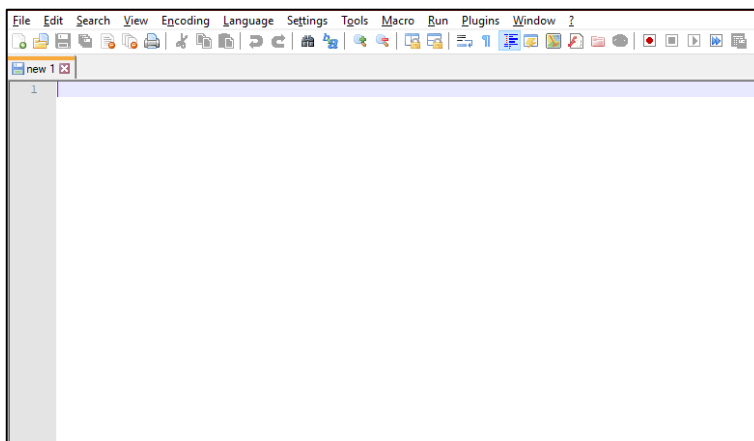 File Edit Search View Encoding Language Settings Tools Macro Run Plugins Window ?
new 1
1